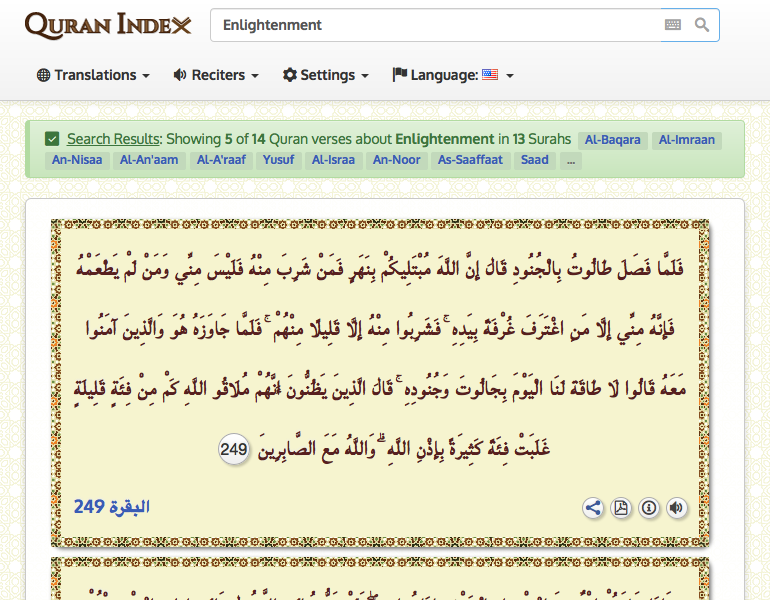 QURAN INDEX
Enlightenment
Translations Reciters Settings Language:
Search Results: Showing 5 of 14 Quran verses about Enlightenment in 13 Surahs Al-Baqara Al-Imraan
An-Nisaa Al-An'aam Al-A'raaf Yusuf Al-Israa An-Noor As-Saaffaat Saad ...
فَلَمَّا فَصَلَ طَالُوتُ بِالْجُنُودِ قَالَ إِنَّ اللَّهَ مُبْتَلِيكُمْ بِنَهَرٍ فَمَنْ شَرِبَ مِنْهُ فَلَيْسَ مِنِّي وَمَنْ لَمْ يَطْعَمْهُ
فَإِنَّهُ مِنِّي إِلَّا مَنِ اغْتَرَفَ غُرْفَةً بِيَدِهِ ۚ فَشَرِبُوا مِنْهُ إِلَّا قَلِيلًا مِنْهُمْ ۚ فَلَمَّا جَاوَزَهُ هُوَ وَالَّذِينَ آمَنُوا
مَعَهُ قَالُوا لَا طَاقَةَ لَنَا الْيَوْمَ بِجَالُوتَ وَجُنُودِهِ ۚ قَالَ الَّذِينَ يَظُنُّونَ أَنَّهُمْ مُلَاقُو اللَّهِ كَمْ مِنْ فِئَةٍ قَلِيلَةٍ
غَلَبَتْ فِئَةً كَثِيرَةً بِإِذْنِ اللَّهِ ۗ وَاللَّهُ مَعَ الصَّابِرِينَ 249
البقرة 249